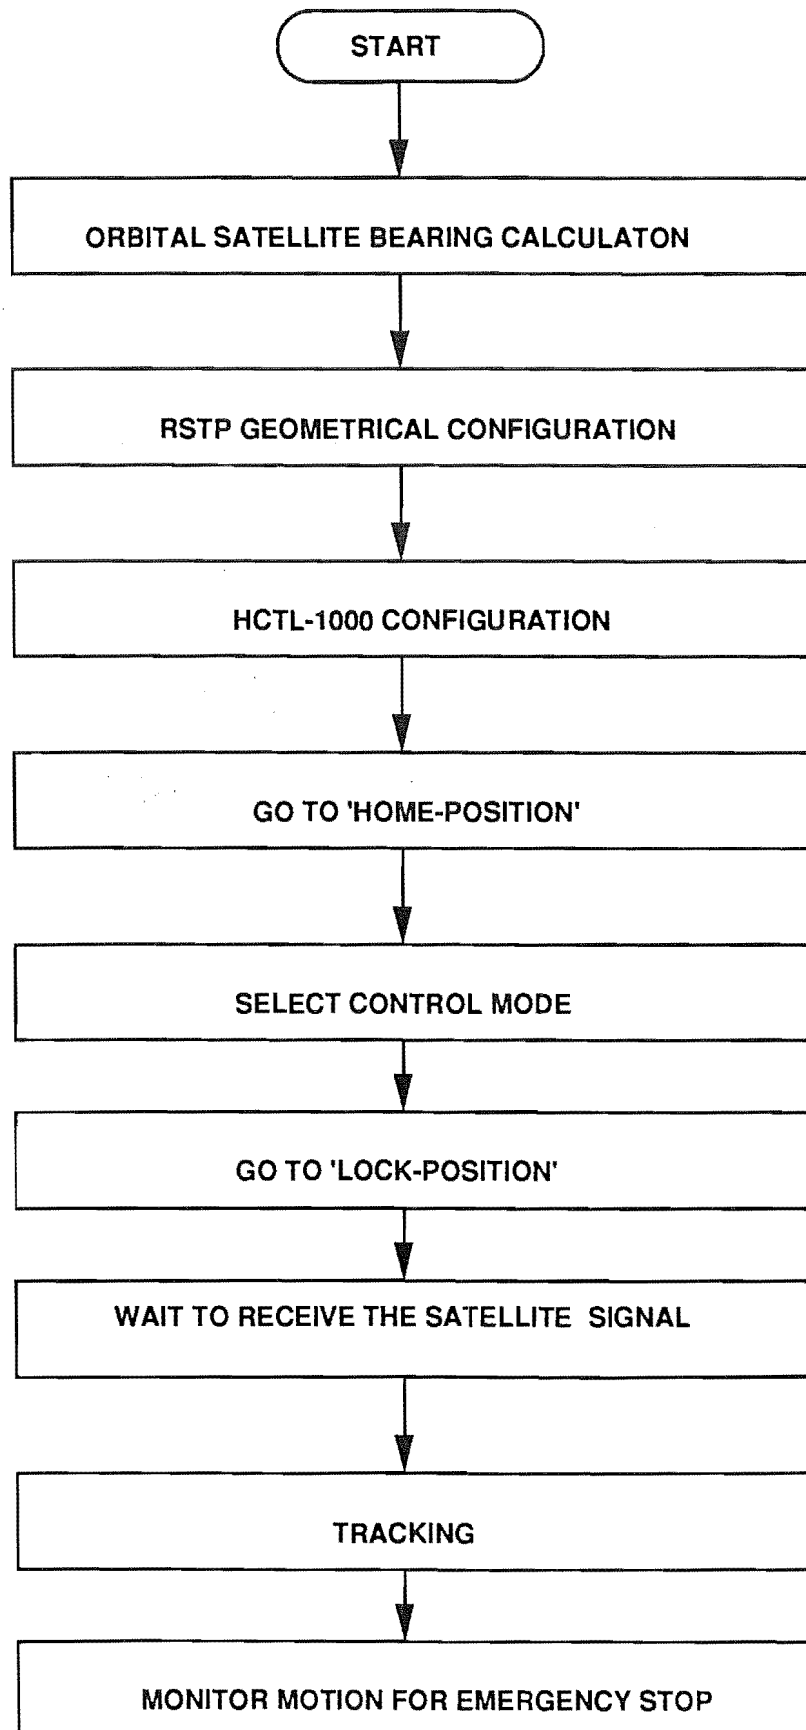 START
ORBITAL SATELLITE BEARING CALCULATON
RSTP GEOMETRICAL CONFIGURATION
HCTL-1000 CONFIGURATION
GO TO 'HOME-POSITION'
SELECT CONTROL MODE
GO TO 'LOCK-POSITION'
WAIT TO RECEIVE THE SATELLITE SIGNAL
TRACKING
MONITOR MOTION FOR EMERGENCY STOP